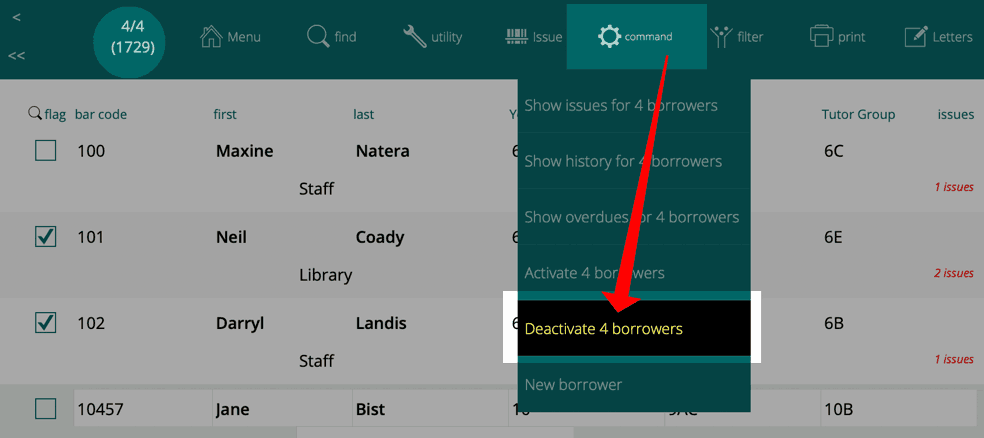 <
<<
4/4
(1729)
Menu
find
utility
Issue
command
filter
print
Letters
flag bar code first last Tutor Group issues
Show issues for 4 borrowers
100 Maxine Natera 6C
Show history for 4 borrowers
Staff 1 issues
Show overdues for 4 borrowers
101 Neil Coady 6E
Library 2 issues
Activate 4 borrowers
102 Darryl Landis 6B
Deactivate 4 borrowers
Staff 1 issues
New borrower
10457 Jane Bist 10 9AC 10B